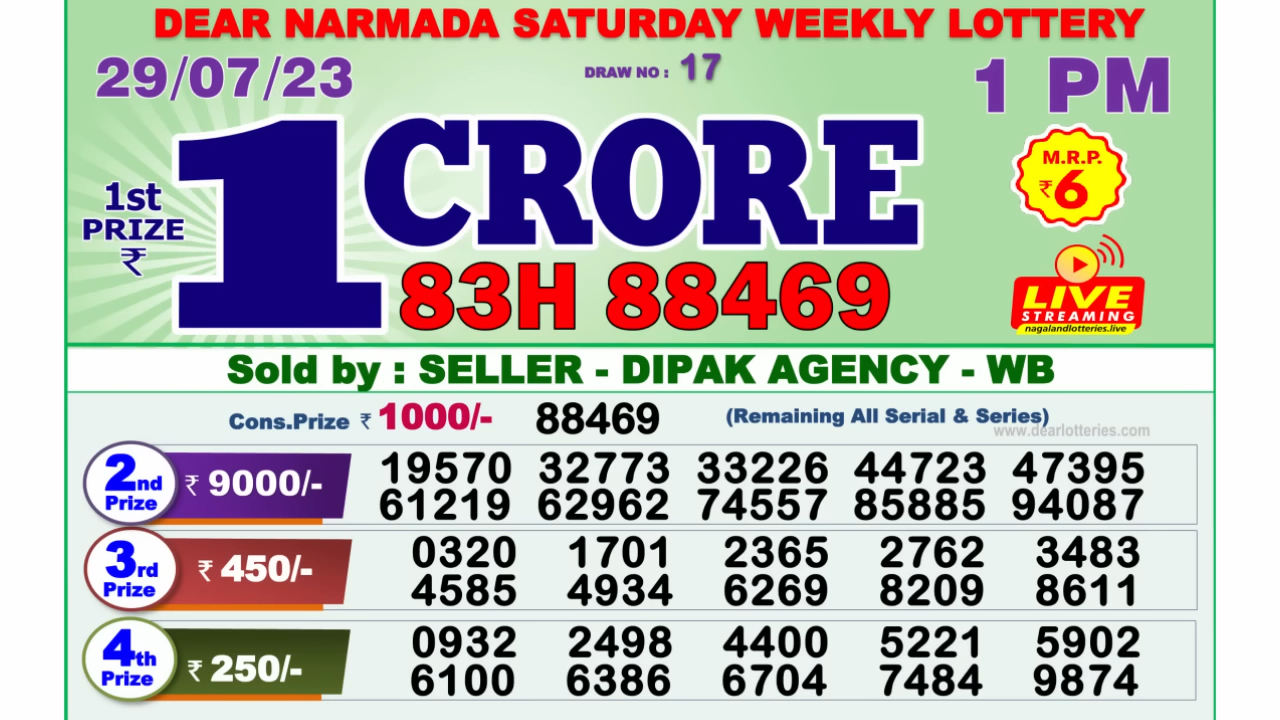 DEAR NARMADA SATURDAY WEEKLY LOTTERY
29/07/23
DRAW NO : 17
1 PM
1st
PRIZE
₹
1 CRORE
83H 88469
M.R.P.
₹6
LIVE
STREAMING
nagalandlotteries.live
Sold by : SELLER - DIPAK AGENCY - WB
Cons.Prize ₹ 1000/- 88469 (Remaining All Serial & Series)
www.dearlotteries.com
2nd Prize ₹ 9000/-
19570 32773 33226 44723 47395
61219 62962 74557 85885 94087
3rd Prize ₹ 450/-
0320 1701 2365 2762 3483
4585 4934 6269 8209 8611
4th Prize ₹ 250/-
0932 2498 4400 5221 5902
6100 6386 6704 7484 9874